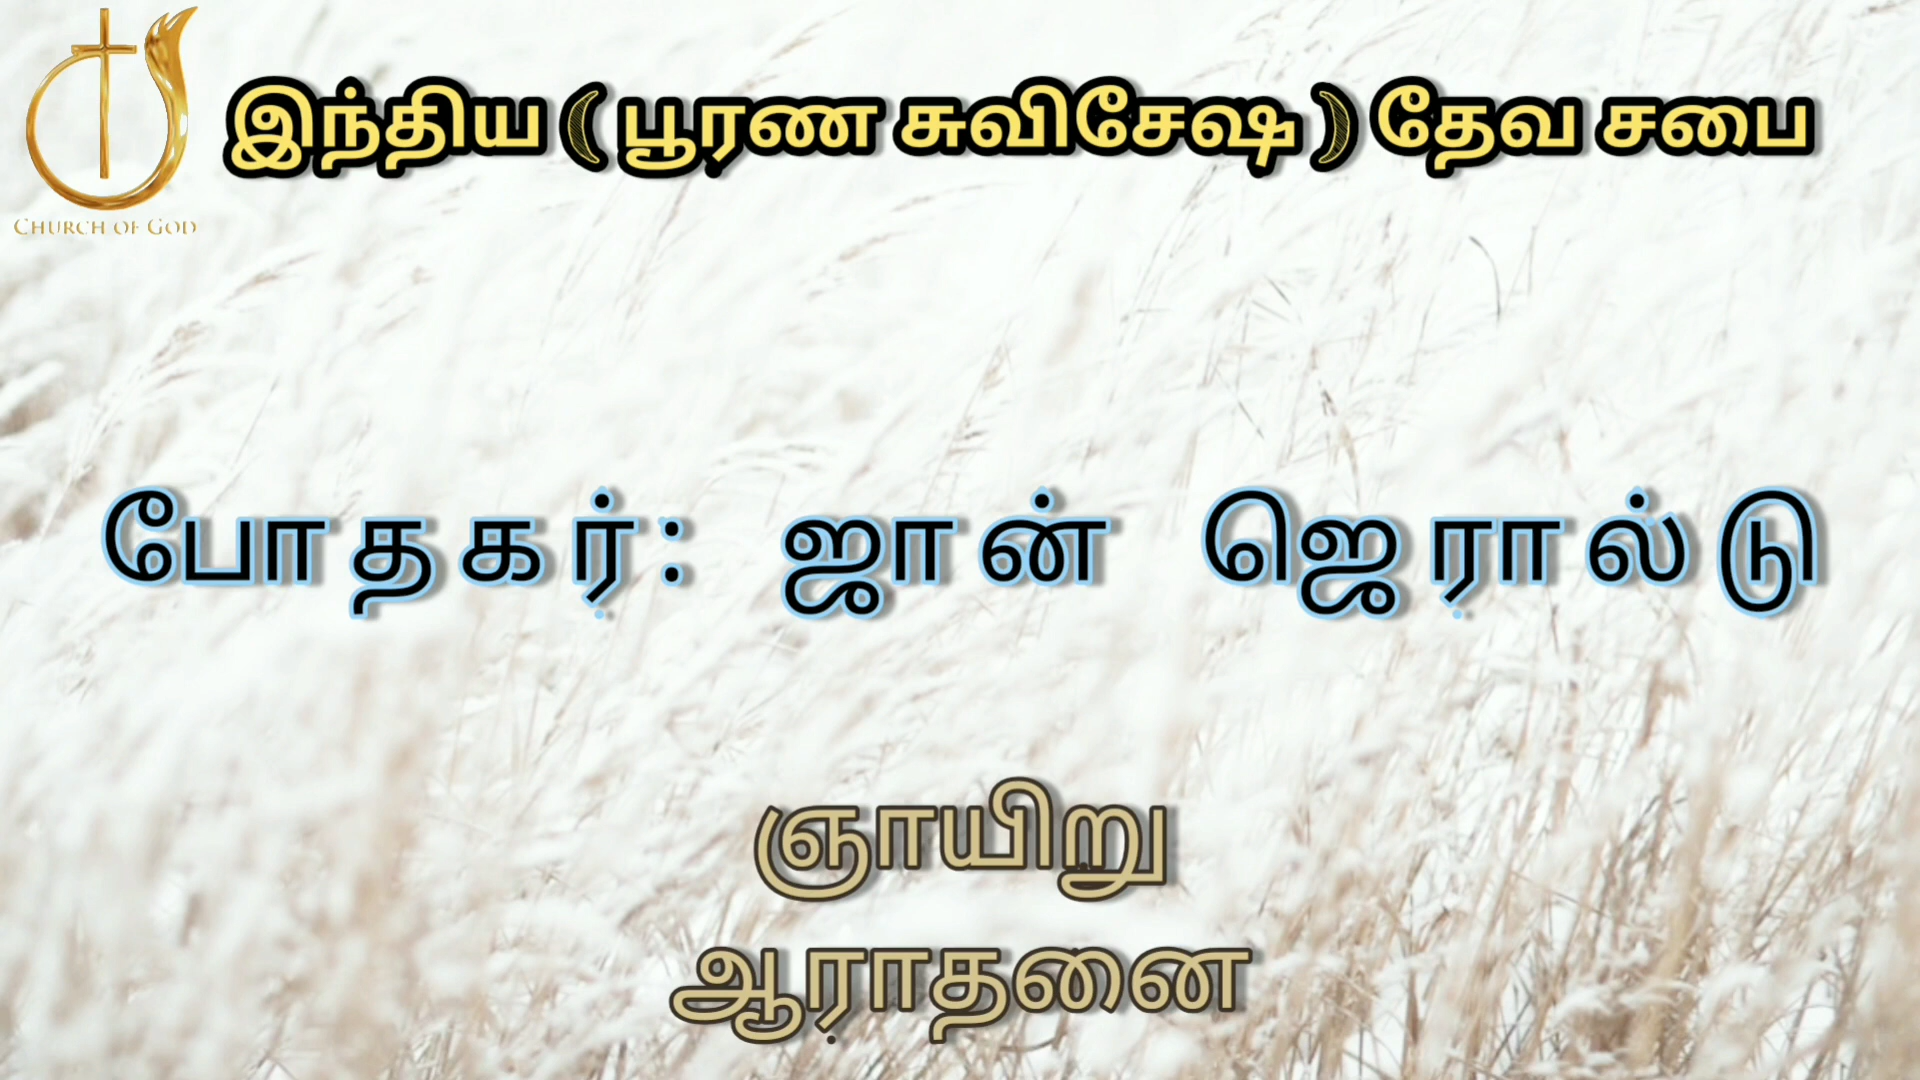 CHURCH OF GOD
இந்திய ( பூரண சுவிசேஷ ) தேவ சபை
போதகர்: ஜான் ஜெரால்டு
ஞாயிறு
ஆராதனை